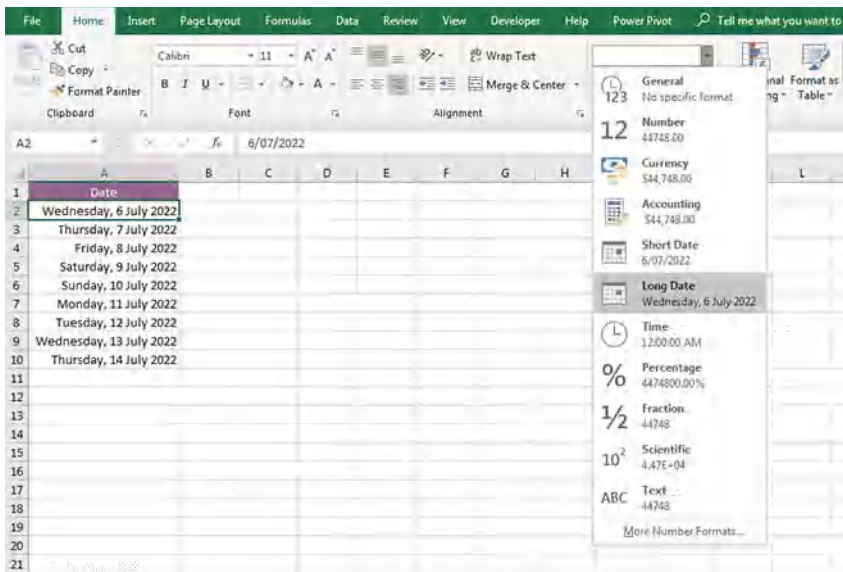 File Home Insert Page Layout Formulas Data Review View Developer Help Power Pivot Tell me what you want to
Cut
Copy
Format Painter
Clipboard
Calibri 11 A A
B I U A
Font
Wrap Text
Merge & Center
Alignment
Format as
Table
A2 fx 6/07/2022
A B C D E F G H L
1 Date
2 Wednesday, 6 July 2022
3 Thursday, 7 July 2022
4 Friday, 8 July 2022
5 Saturday, 9 July 2022
6 Sunday, 10 July 2022
7 Monday, 11 July 2022
8 Tuesday, 12 July 2022
9 Wednesday, 13 July 2022
10 Thursday, 14 July 2022
11
12
13
14
15
16
17
18
19
20
21
123 General
No specific format
12 Number
44748.00
Currency
$44,748.00
Accounting
$44,748.00
Short Date
6/07/2022
Long Date
Wednesday, 6 July 2022
Time
12:00:00 AM
% Percentage
4474800.00%
1/2 Fraction
44748
10² Scientific
4.47E+04
ABC Text
44748
More Number Formats...